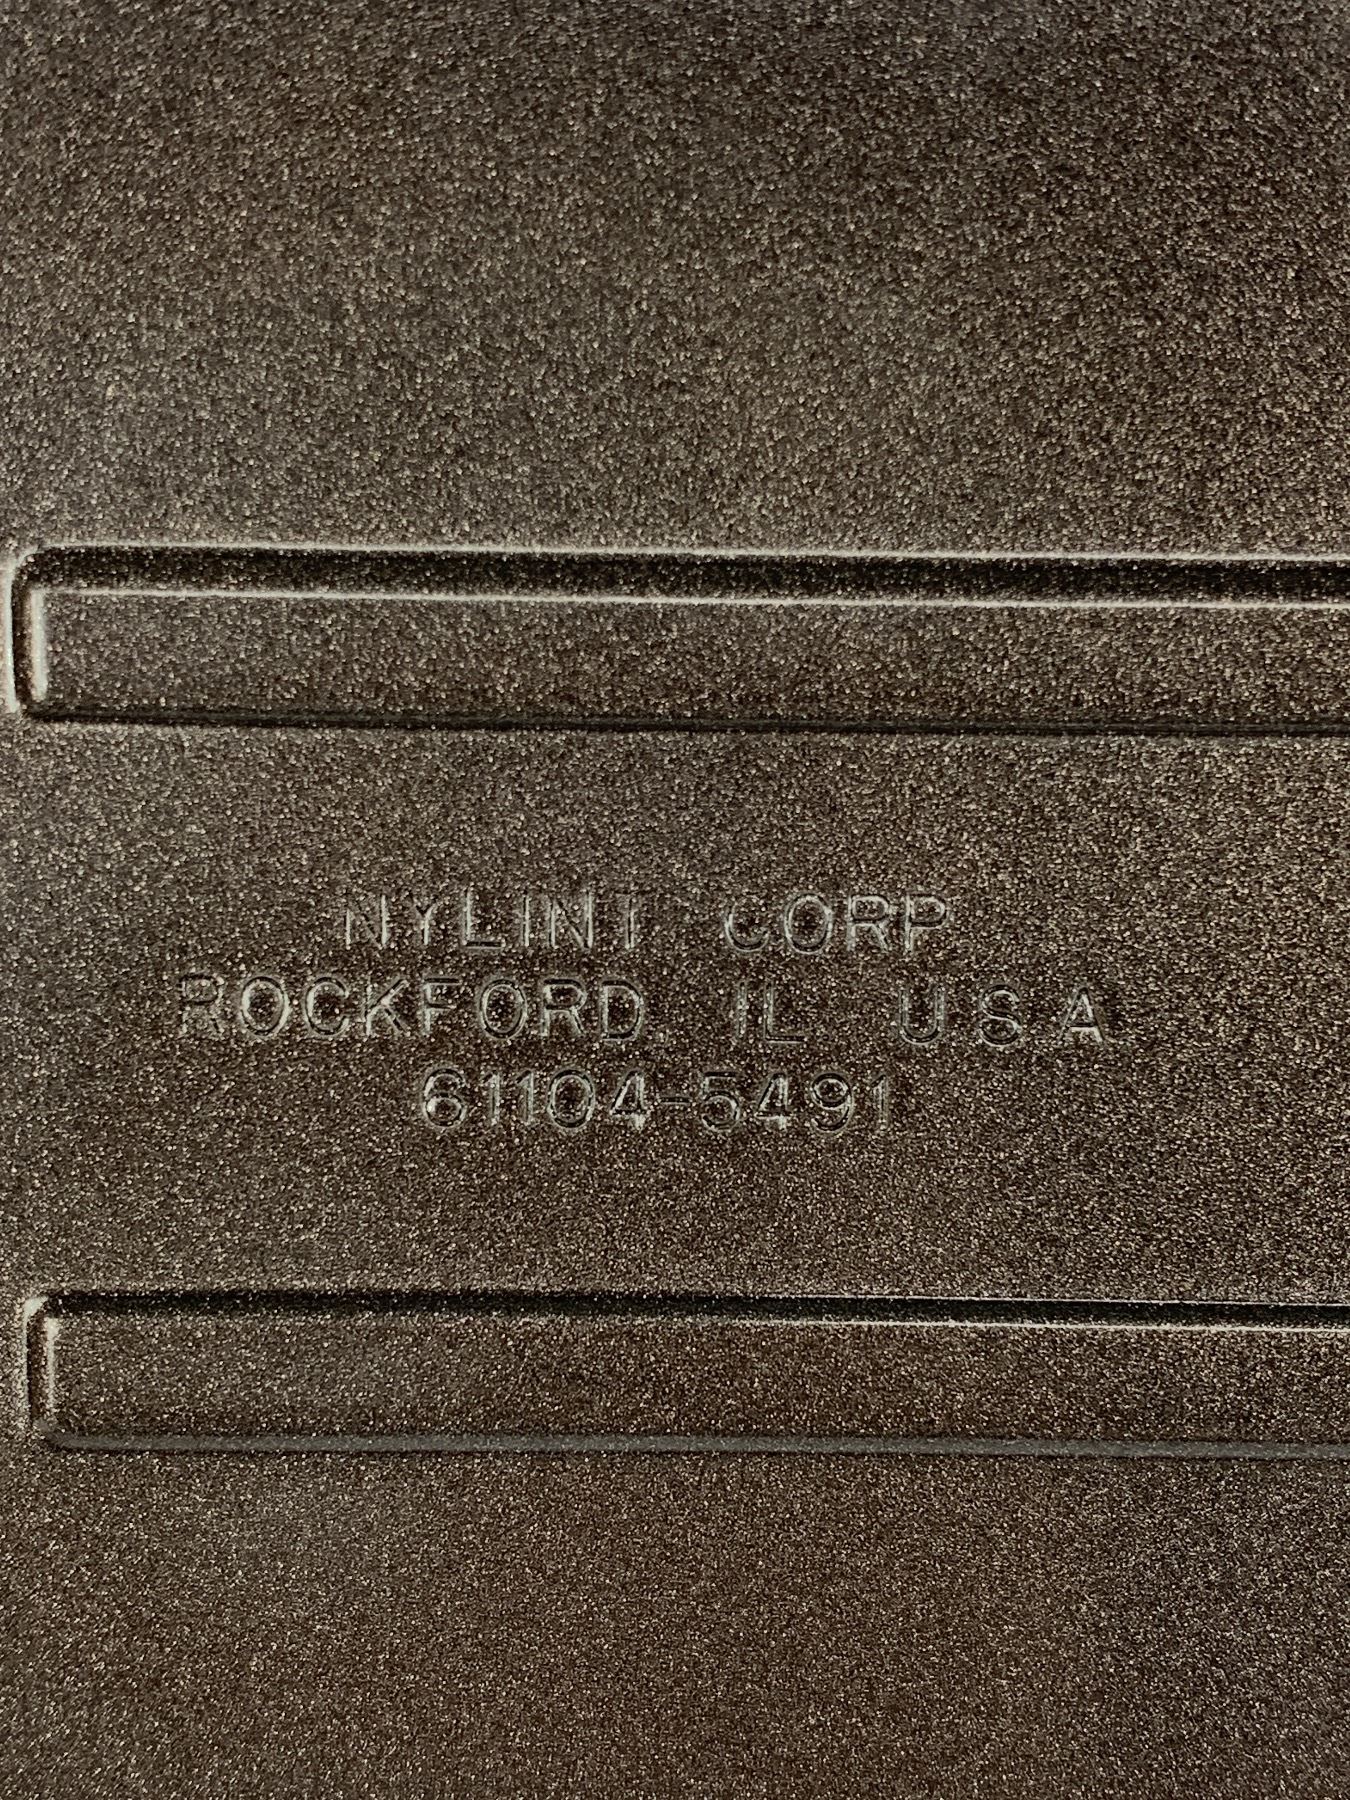 NYLINT CORP
ROCKFORD, IL U.S.A.
61104-5491